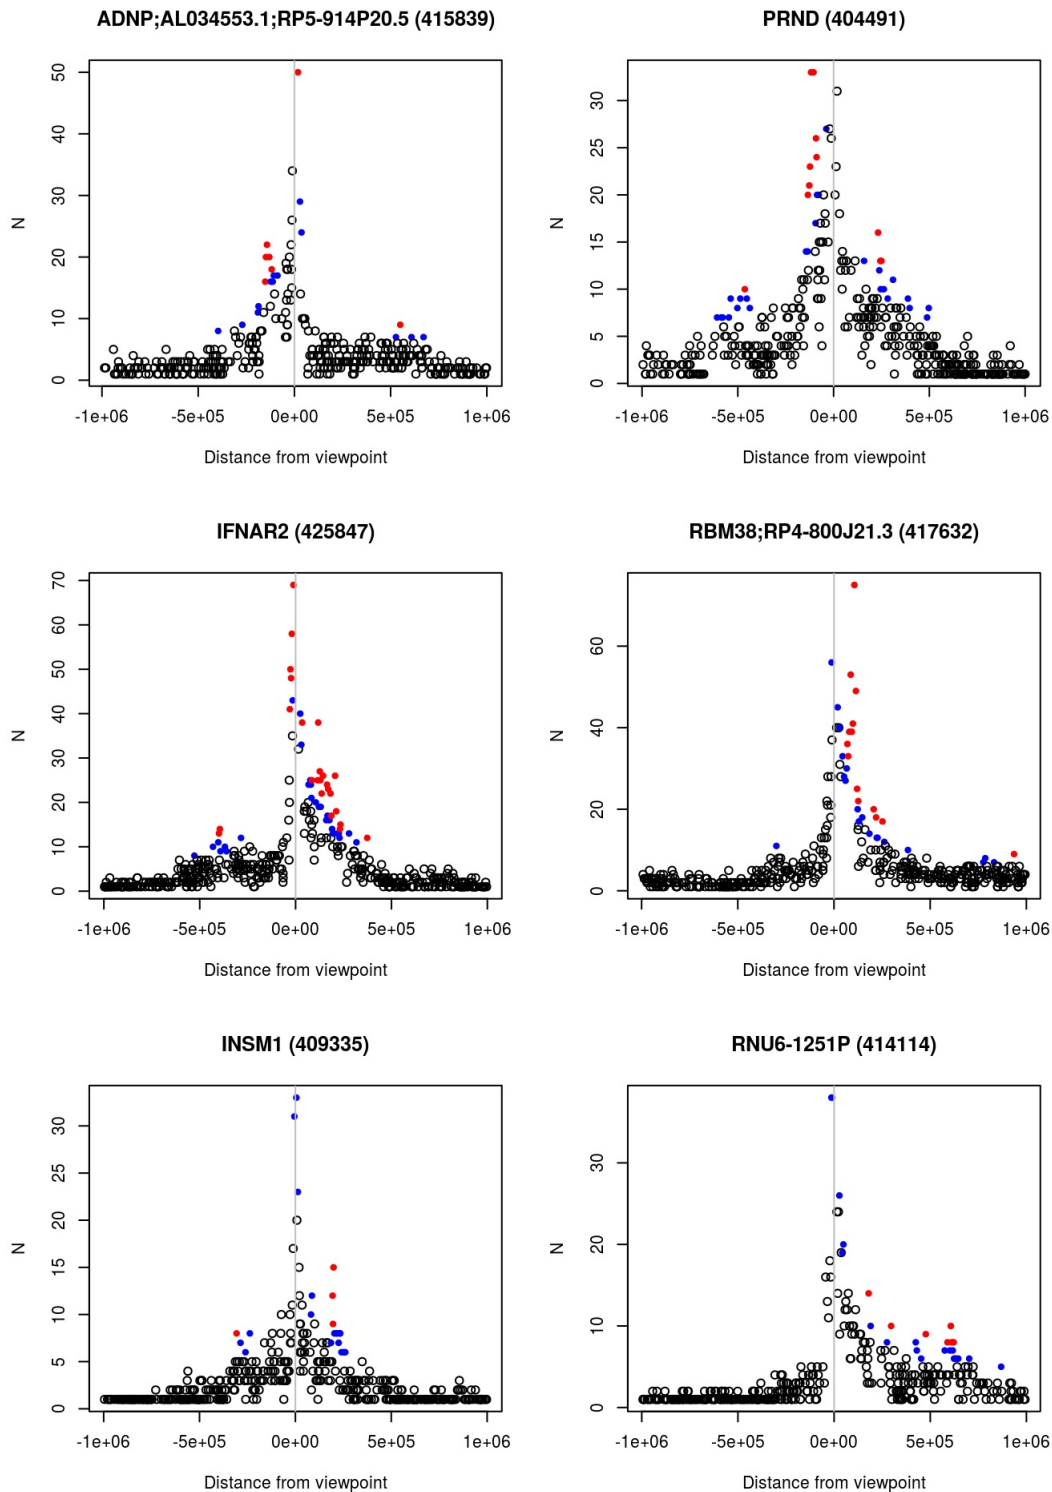 ADNP;AL034553.1;RP5-914P20.5 (415839)
N
50
40
30
20
10
0
-1e+06 -5e+05 0e+00 5e+05 1e+06
Distance from viewpoint
PRND (404491)
N
30
25
20
15
10
5
0
-1e+06 -5e+05 0e+00 5e+05 1e+06
Distance from viewpoint
IFNAR2 (425847)
N
70
60
50
40
30
20
10
0
-1e+06 -5e+05 0e+00 5e+05 1e+06
Distance from viewpoint
RBM38;RP4-800J21.3 (417632)
N
60
40
20
0
-1e+06 -5e+05 0e+00 5e+05 1e+06
Distance from viewpoint
INSM1 (409335)
N
30
25
20
15
10
5
0
-1e+06 -5e+05 0e+00 5e+05 1e+06
Distance from viewpoint
RNU6-1251P (414114)
N
30
20
10
0
-1e+06 -5e+05 0e+00 5e+05 1e+06
Distance from viewpoint